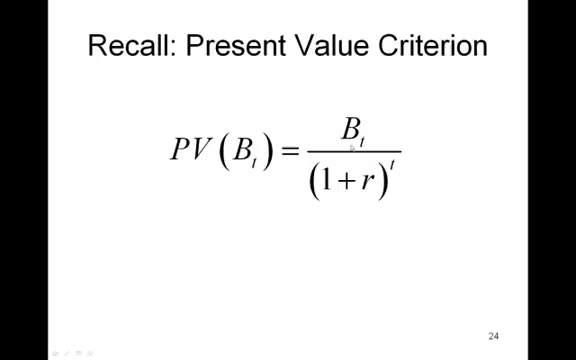 Recall: Present Value Criterion
PV(B_t) = B_t / (1 + r)^t
24